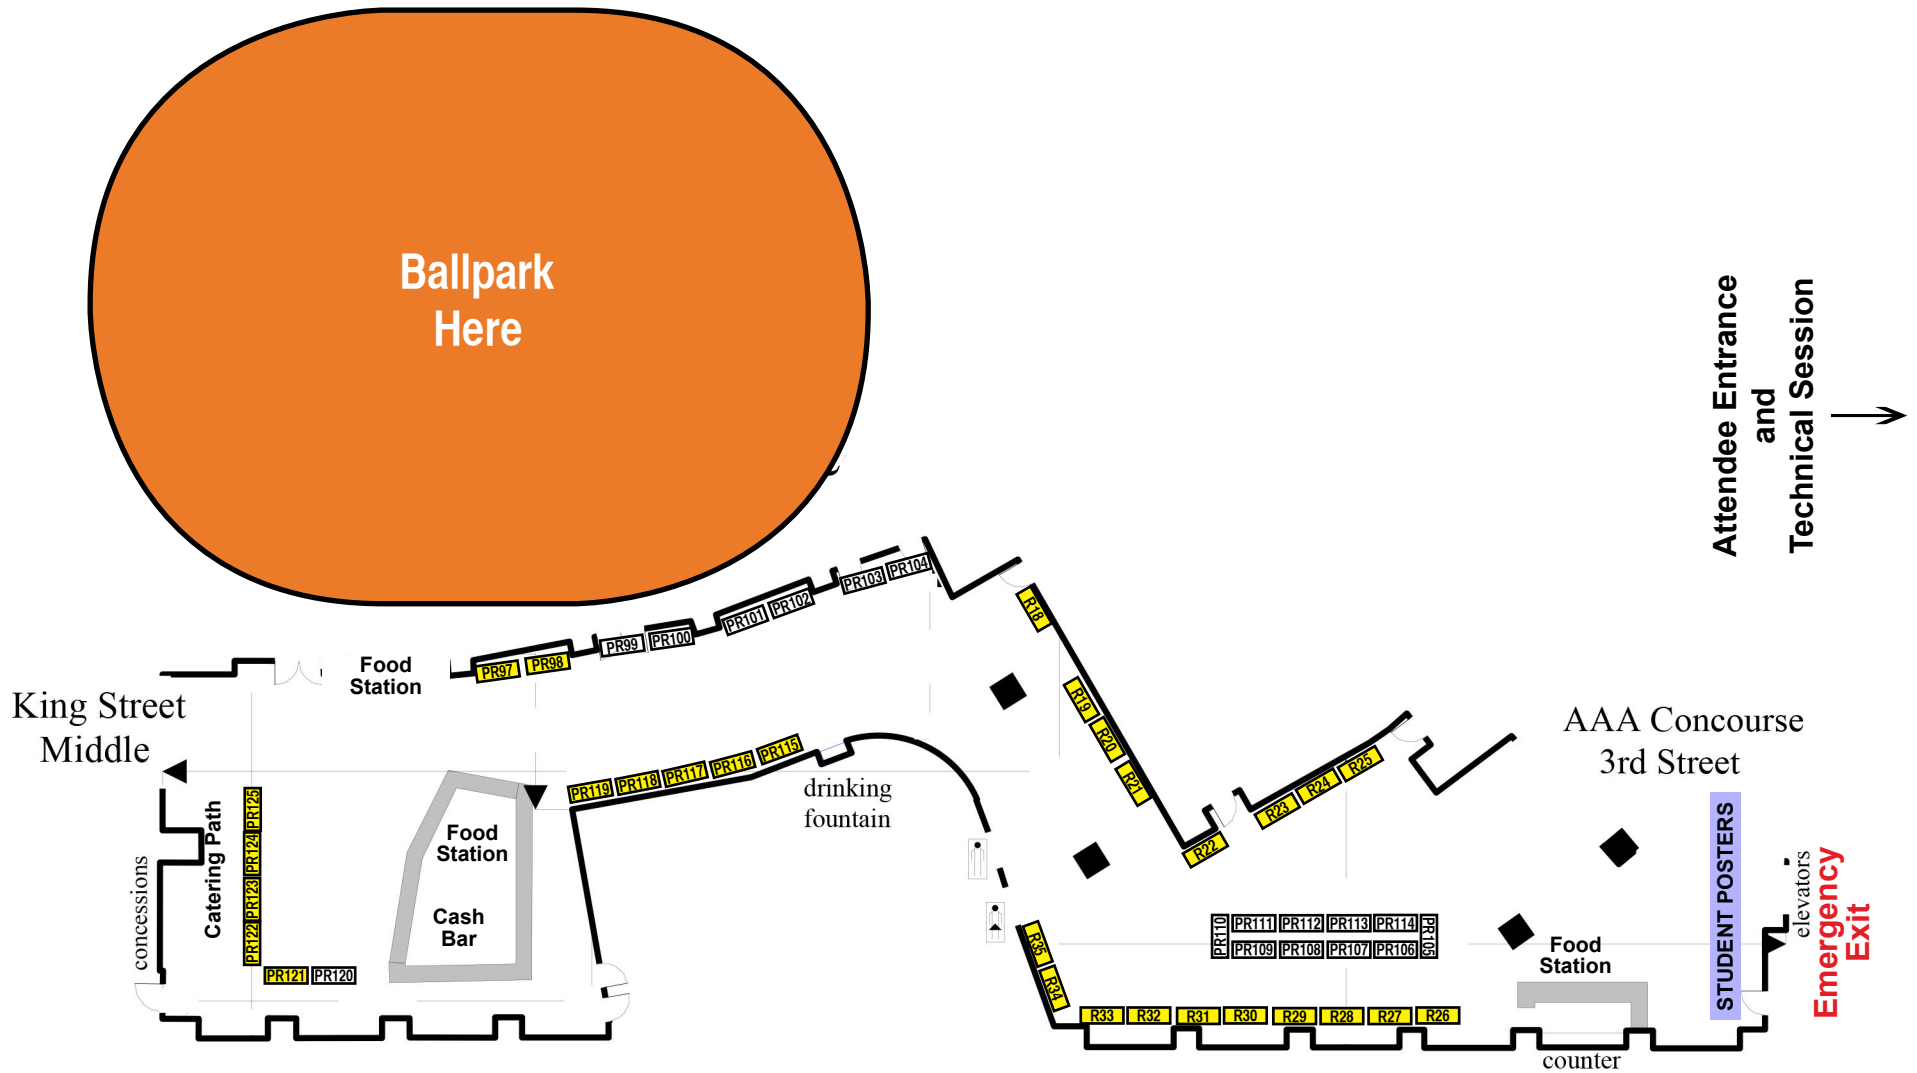 Ballpark
Here
Attendee Entrance
and
Technical Session
PR97
PR98
PR99
PR100
PR101
PR102
PR103
PR104
R18
R19
R20
R21
R22
R23
R24
R25
Food
Station
King Street
Middle
AAA Concourse
3rd Street
PR119
PR118
PR117
PR116
PR115
drinking
fountain
concessions
Catering Path
PR125
PR124
PR123
PR122
PR121
PR120
Food
Station
Cash
Bar
R35
R34
PR110
PR111
PR112
PR113
PR114
PR105
PR109
PR108
PR107
PR106
R33
R32
R31
R30
R29
R28
R27
R26
Food
Station
counter
STUDENT POSTERS
elevators
Emergency
Exit